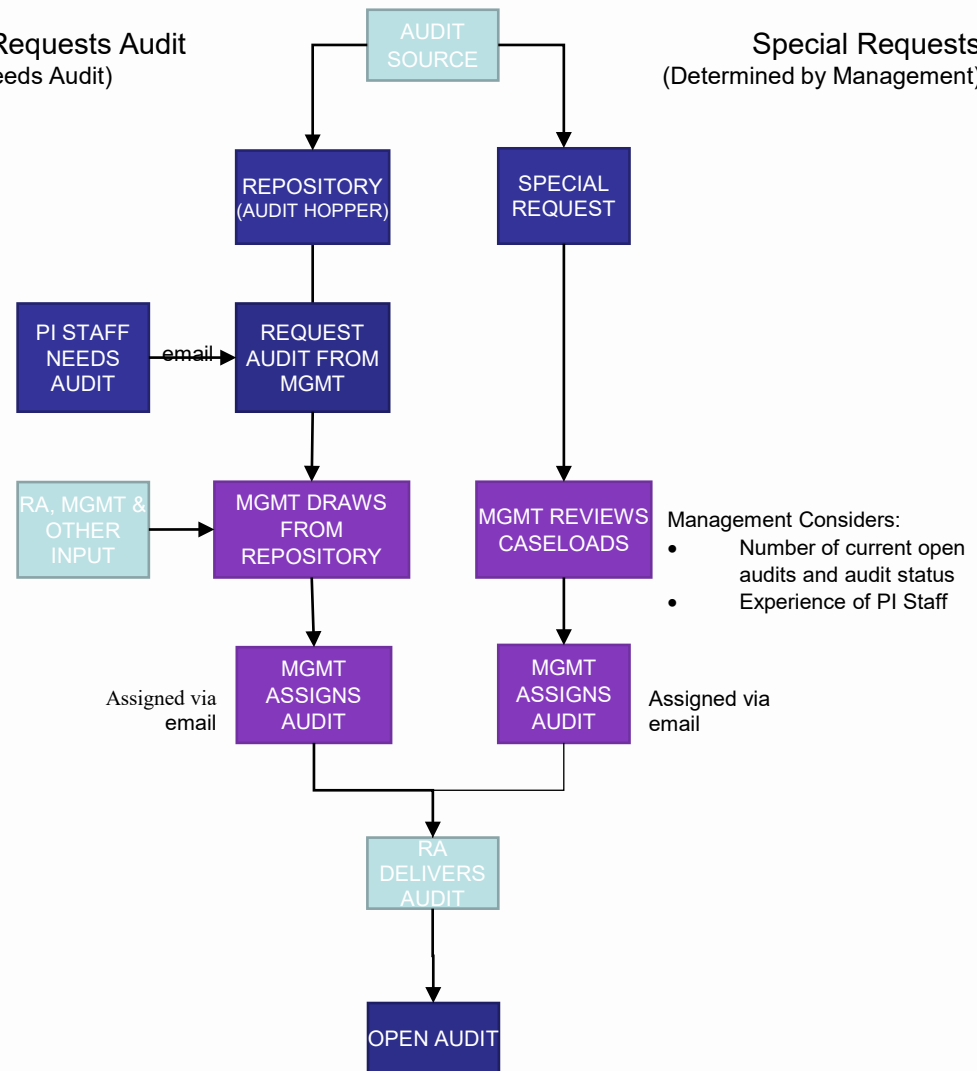 Requests Audit
eeds Audit)
AUDIT
SOURCE
Special Requests
(Determined by Management)
REPOSITORY
(AUDIT HOPPER)
SPECIAL
REQUEST
PI STAFF
NEEDS
AUDIT
email
REQUEST
AUDIT FROM
MGMT
RA, MGMT &
OTHER
INPUT
MGMT DRAWS
FROM
REPOSITORY
MGMT REVIEWS
CASELOADS
Management Considers:
• Number of current open
audits and audit status
• Experience of PI Staff
Assigned via
email
MGMT
ASSIGNS
AUDIT
MGMT
ASSIGNS
AUDIT
Assigned via
email
RA
DELIVERS
AUDIT
OPEN AUDIT